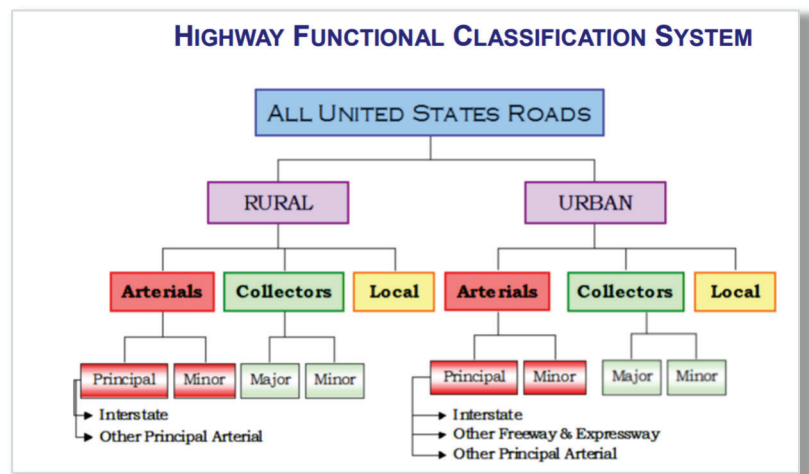 HIGHWAY FUNCTIONAL CLASSIFICATION SYSTEM
ALL UNITED STATES ROADS
RURAL
URBAN
Arterials
Collectors
Local
Arterials
Collectors
Local
Principal
Minor
Major
Minor
Principal
Minor
Major
Minor
Interstate
Other Principal Arterial
Interstate
Other Freeway & Expressway
Other Principal Arterial